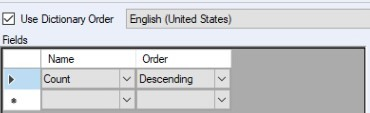 Use Dictionary Order English (United States)
Fields
Name Order
Count Descending